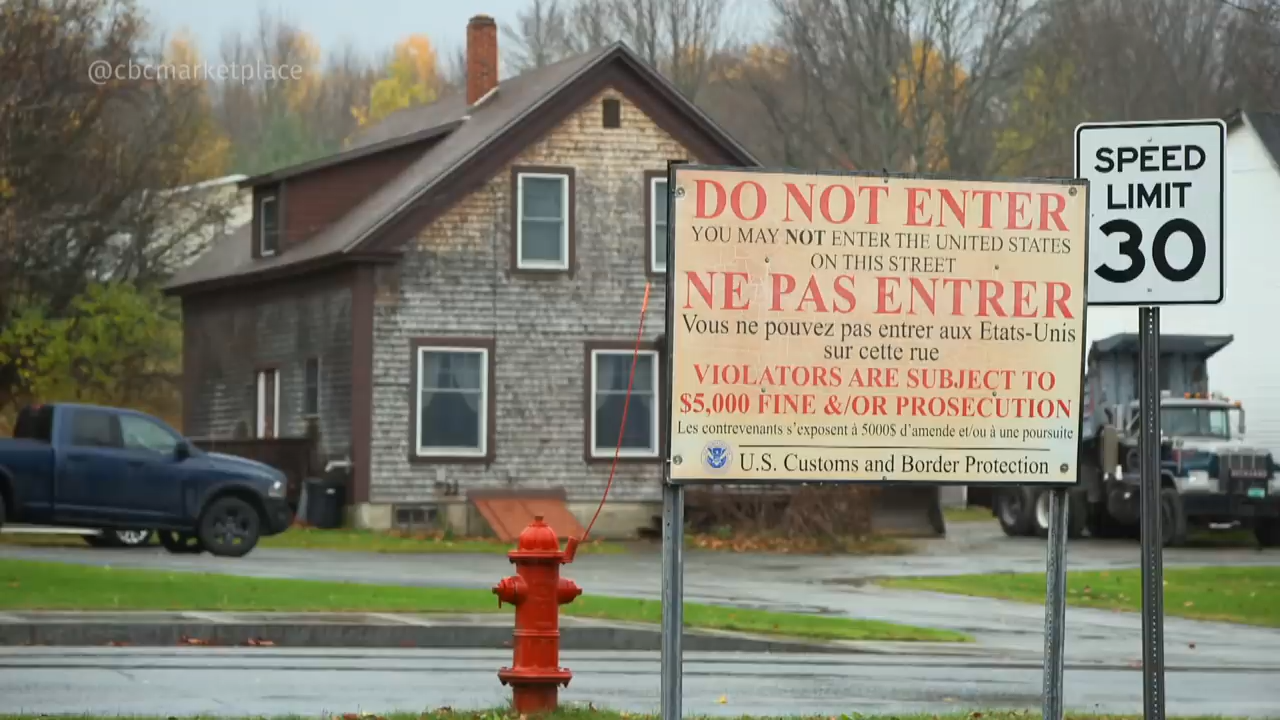 @cbcmarketplace
DO NOT ENTER
YOU MAY NOT ENTER THE UNITED STATES
ON THIS STREET
NE PAS ENTRER
Vous ne pouvez pas entrer aux Etats-Unis
sur cette rue
VIOLATORS ARE SUBJECT TO
$5,000 FINE &/OR PROSECUTION
Les contrevenants s'exposent à 5000$ d'amende et/ou à une poursuite
U.S. Customs and Border Protection
SPEED
LIMIT
30